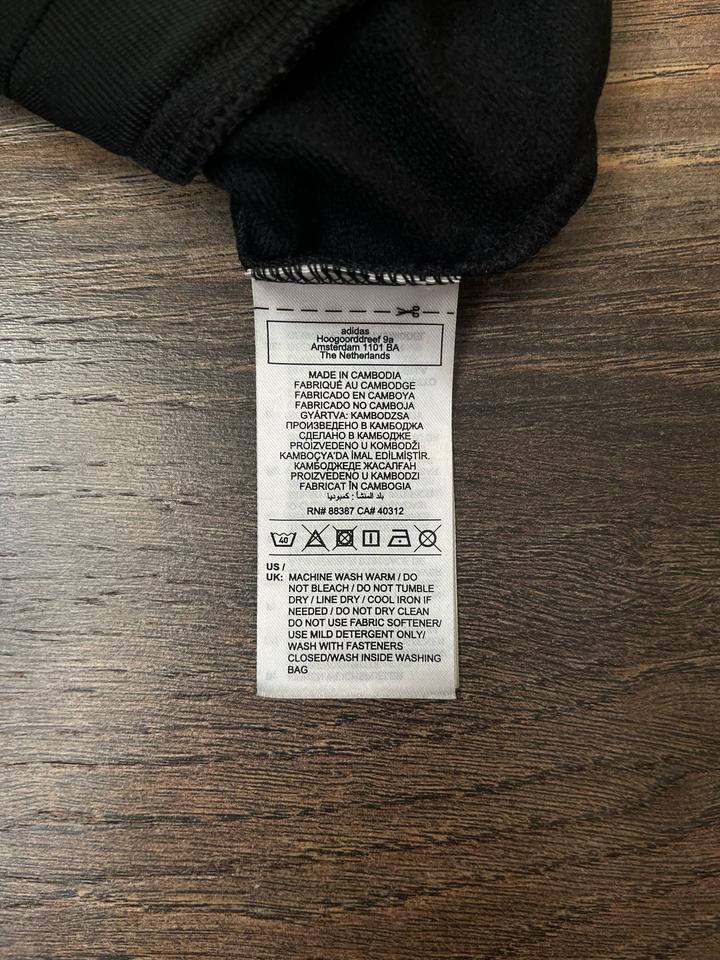 adidas
Hoogoorddreef 9a
Amsterdam 1101 BA
The Netherlands
MADE IN CAMBODIA
FABRIQUÉ AU CAMBODGE
FABRICADO EN CAMBOYA
FABRICADO NO CAMBOJA
GYÁRTVA: KAMBODZSA
ПРОИЗВЕДЕНО В КАМБОДЖА
СДЕЛАНО В КАМБОДЖЕ
PROIZVEDENO U KOMBODŽI
KAMBOÇYA'DA İMAL EDİLMİŞTİR.
КАМБОДЖЕДЕ ЖАСАЛҒАН
PROIZVEDENO U KAMBODZI
FABRICAT ÎN CAMBOGIA
بلد المنشأ : كمبوديا
RN# 88387 CA# 40312
40
US /
UK: MACHINE WASH WARM / DO
NOT BLEACH / DO NOT TUMBLE
DRY / LINE DRY / COOL IRON IF
NEEDED / DO NOT DRY CLEAN
DO NOT USE FABRIC SOFTENER/
USE MILD DETERGENT ONLY/
WASH WITH FASTENERS
CLOSED/WASH INSIDE WASHING
BAG